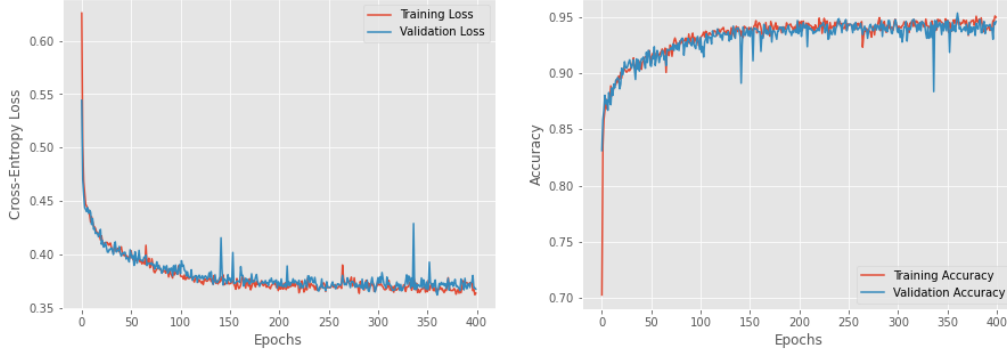 0.60
0.55
0.50
0.45
0.40
0.35
Cross-Entropy Loss
Training Loss
Validation Loss
0 50 100 150 200 250 300 350 400
Epochs
0.95
0.90
0.85
0.80
0.75
0.70
Accuracy
Training Accuracy
Validation Accuracy
0 50 100 150 200 250 300 350 400
Epochs